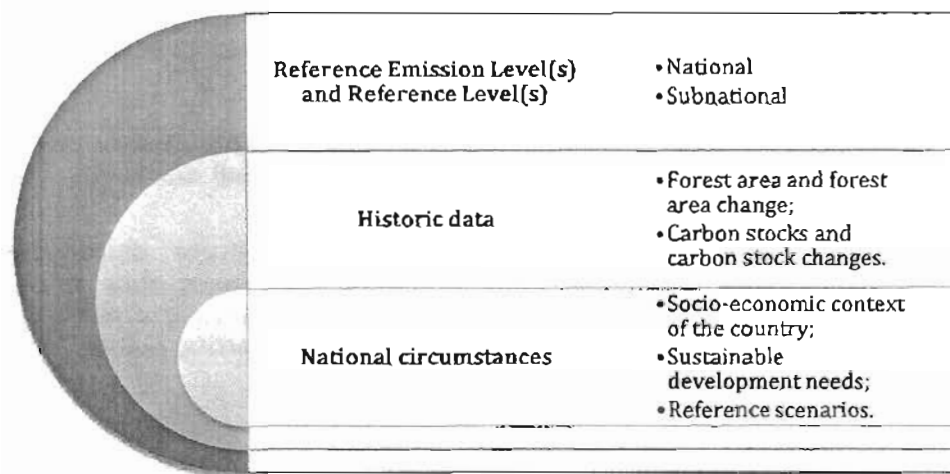 Reference Emission Level(s)
and Reference Level(s)
• National
• Subnational
Historic data
• Forest area and forest
area change;
• Carbon stocks and
carbon stock changes.
National circumstances
• Socio-economic context
of the country;
• Sustainable
development needs;
• Reference scenarios.